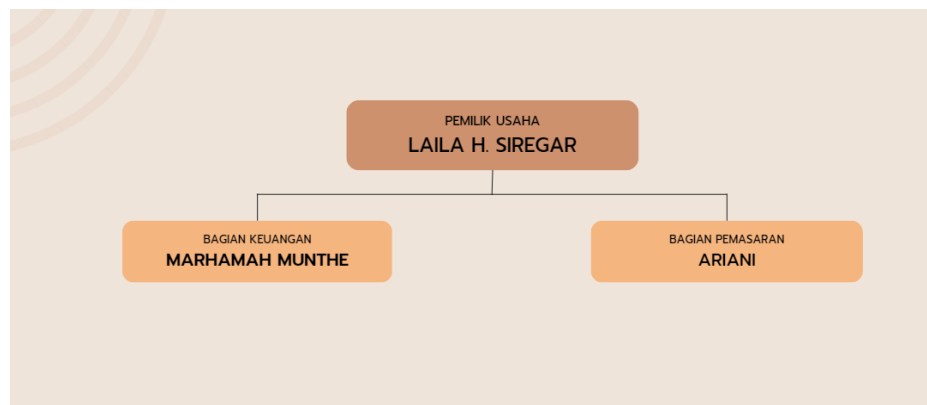 PEMILIK USAHA
LAILA H. SIREGAR
BAGIAN KEUANGAN
MARHAMAH MUNTHE
BAGIAN PEMASARAN
ARIANI